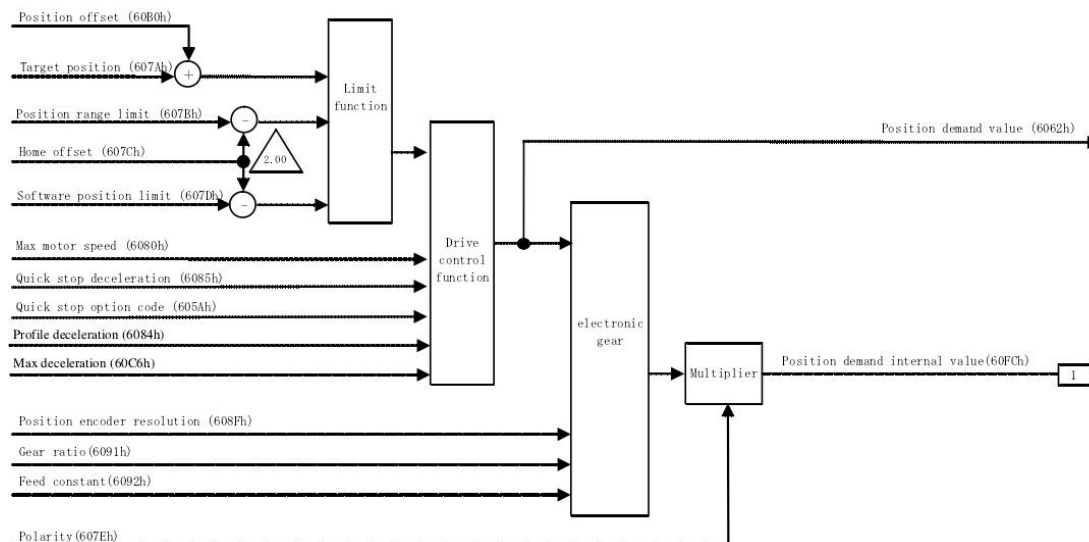 Position offset (60B0h)
Target position (607Ah)
+
Limit
function
Position range limit (607Bh)
-
Position demand value (6062h)
Home offset (607Ch)
2.00
Software position limit (607Dh)
-
Max motor speed (6080h)
Drive
control
function
Quick stop deceleration (6085h)
Quick stop option code (605Ah)
Profile deceleration (6084h)
Max deceleration (60C6h)
electronic
gear
Multiplier
Position demand internal value(60FCh)
1
Position encoder resolution (608Fh)
Gear ratio(6091h)
Feed constant(6092h)
Polarity(607Eh)